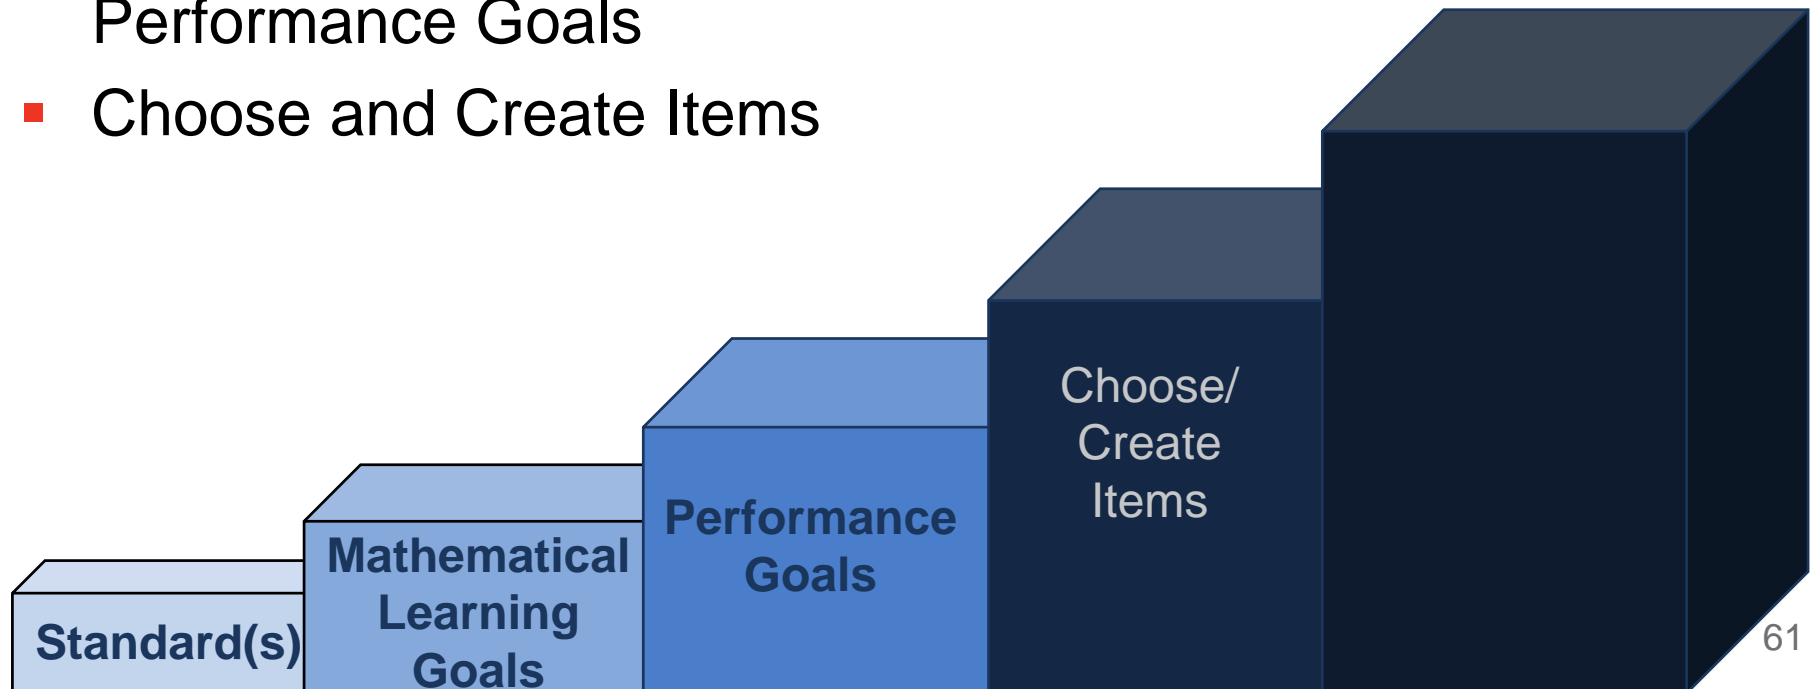 Performance Goals
▪ Choose and Create Items
Choose/
Create
Items
Performance
Goals
Mathematical
Learning
Goals
Standard(s)
61